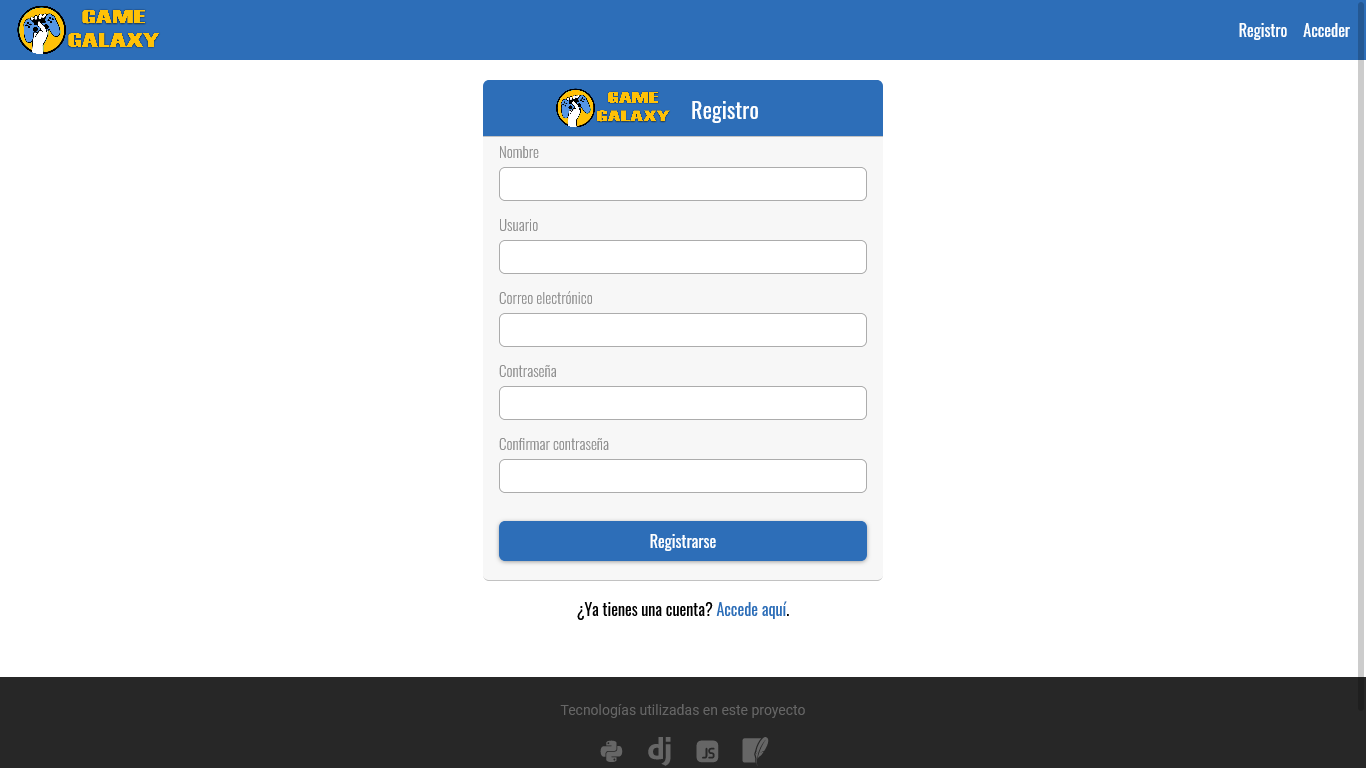 GAME
GALAXY
Registro Acceder
GAME
GALAXY
Registro
Nombre
Usuario
Correo electrónico
Contraseña
Confirmar contraseña
Registrarse
¿Ya tienes una cuenta? Accede aquí.
Tecnologías utilizadas en este proyecto
dj
JS